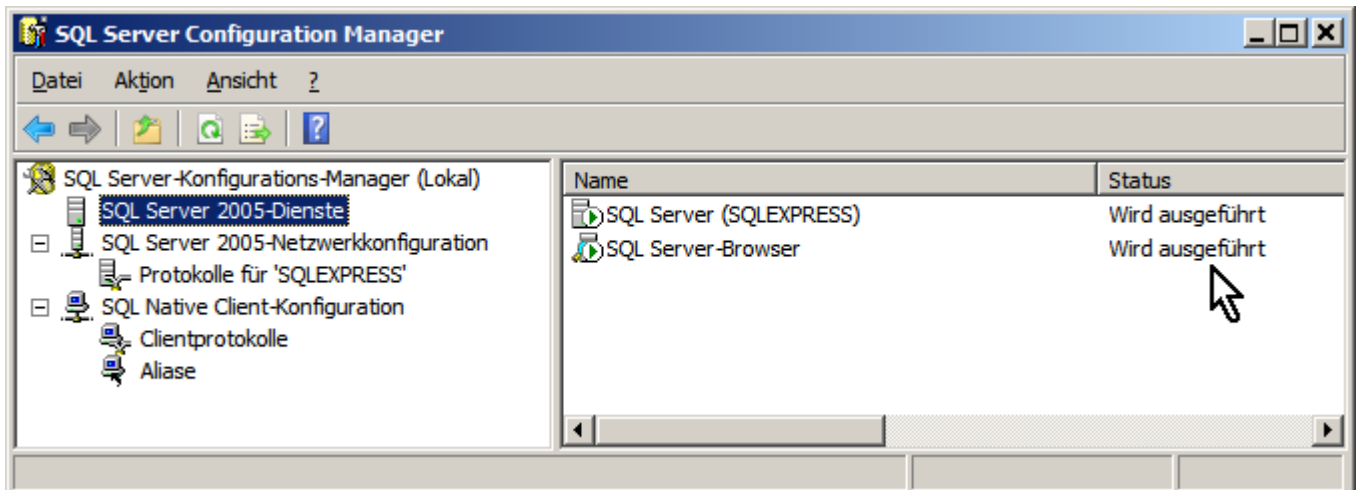 SQL Server Configuration Manager
Datei Aktion Ansicht ?
SQL Server-Konfigurations-Manager (Lokal)
SQL Server 2005-Dienste
SQL Server 2005-Netzwerkkonfiguration
Protokolle für 'SQLEXPRESS'
SQL Native Client-Konfiguration
Clientprotokolle
Aliase
Name Status
SQL Server (SQLEXPRESS) Wird ausgeführt
SQL Server-Browser Wird ausgeführt